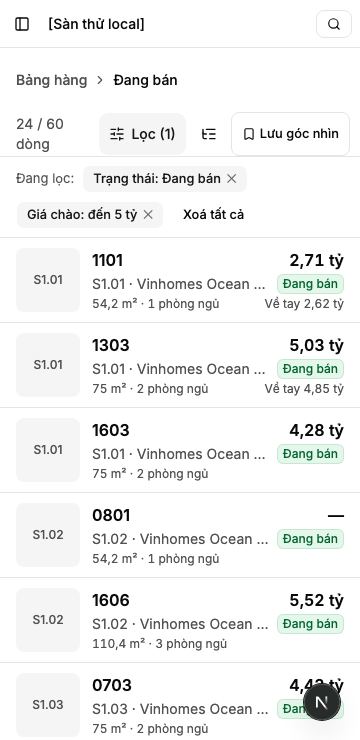 [Sàn thử local]
Bảng hàng > Đang bán
24 / 60 dòng
Lọc (1)
Lưu góc nhìn
Đang lọc: Trạng thái: Đang bán ×
Giá chào: đến 5 tỷ × Xoá tất cả
S1.01
1101 2,71 tỷ
S1.01 · Vinhomes Ocean ... Đang bán
54,2 m² · 1 phòng ngủ Về tay 2,62 tỷ
S1.01
1303 5,03 tỷ
S1.01 · Vinhomes Ocean ... Đang bán
75 m² · 2 phòng ngủ Về tay 4,85 tỷ
S1.01
1603 4,28 tỷ
S1.01 · Vinhomes Ocean ... Đang bán
75 m² · 2 phòng ngủ
S1.02
0801 —
S1.02 · Vinhomes Ocean ... Đang bán
54,2 m² · 1 phòng ngủ
S1.02
1606 5,52 tỷ
S1.02 · Vinhomes Ocean ... Đang bán
110,4 m² · 3 phòng ngủ
S1.03
0703 tỷ
S1.03 · Vinhomes Ocean ...
75 m² · 2 phòng ngủ
N